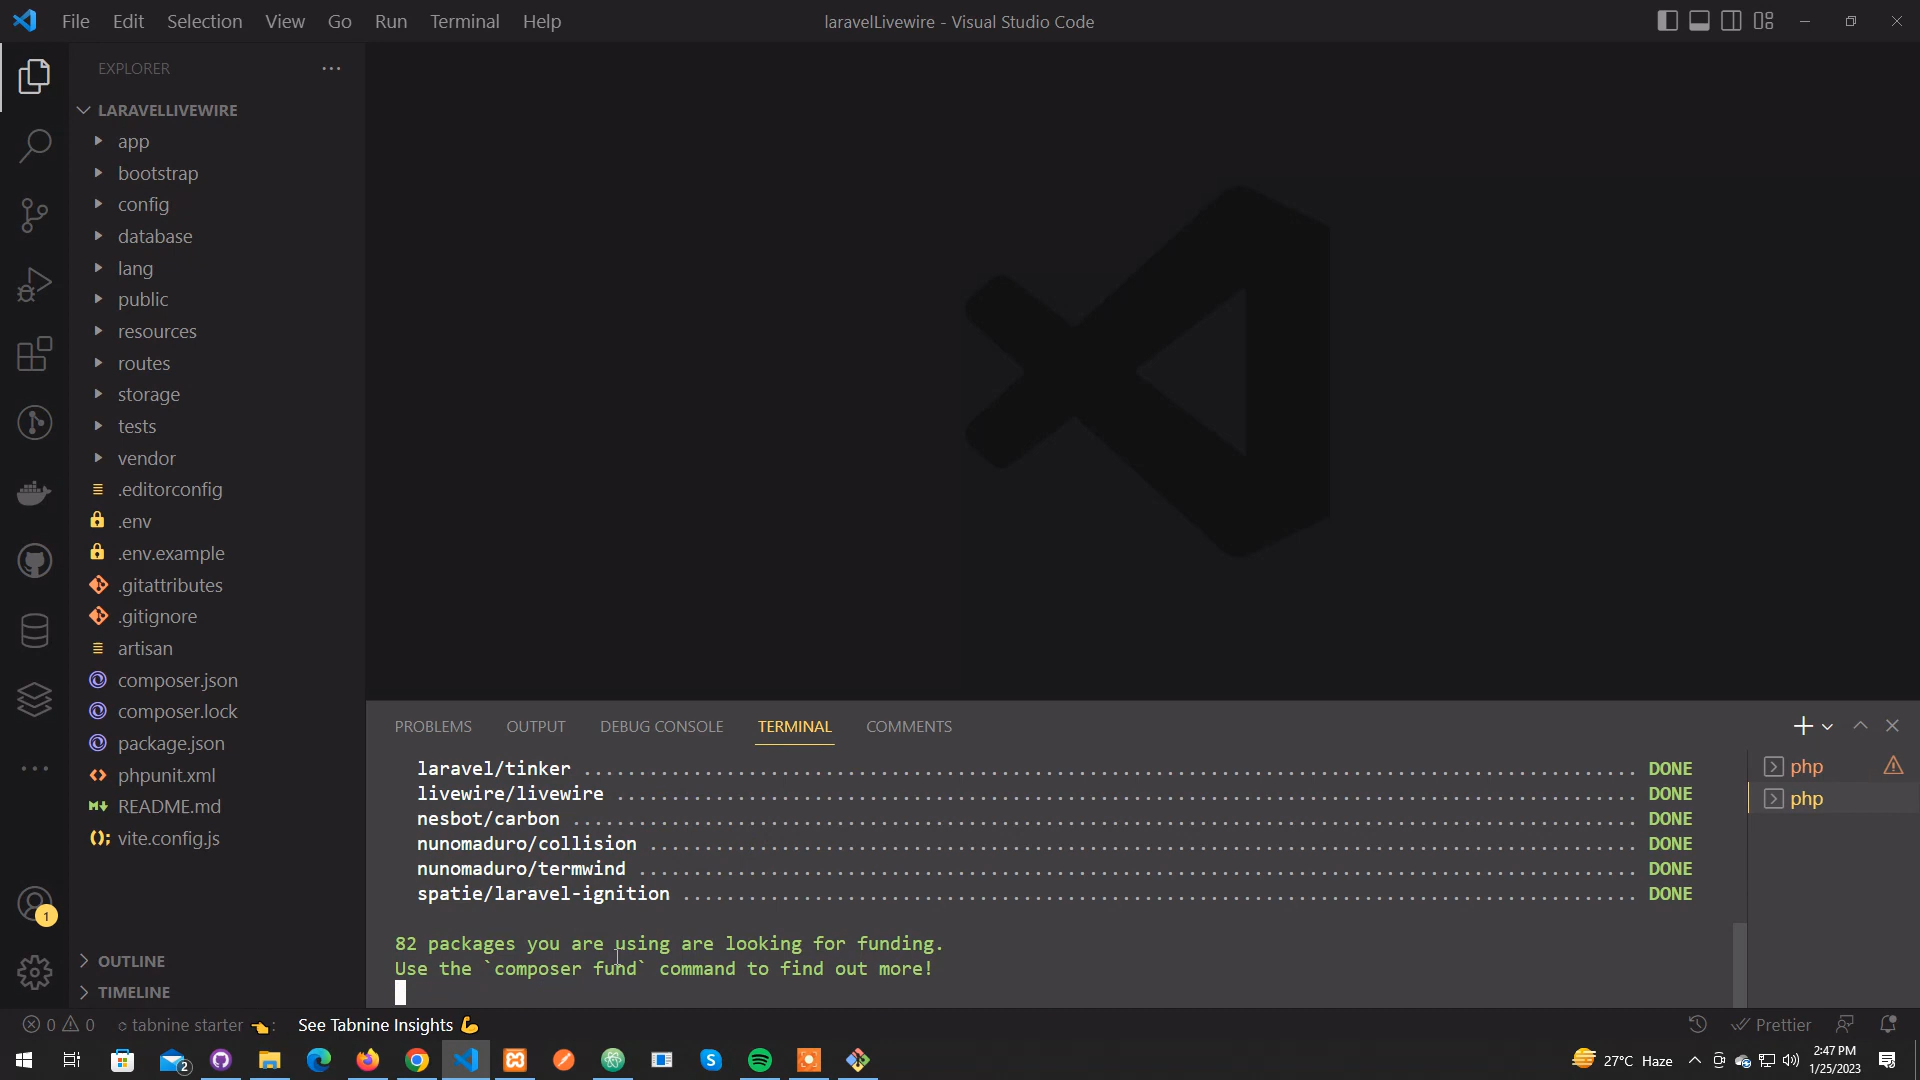 File Edit Selection View Go Run Terminal Help
laravelLivewire - Visual Studio Code
EXPLORER
LARAVELLIVEWIRE
app
bootstrap
config
database
lang
public
resources
routes
storage
tests
vendor
.editorconfig
.env
.env.example
.gitattributes
.gitignore
artisan
composer.json
composer.lock
package.json
phpunit.xml
README.md
vite.config.js
OUTLINE
TIMELINE
1
PROBLEMS OUTPUT DEBUG CONSOLE TERMINAL COMMENTS
laravel/tinker ................................................................................................ DONE
livewire/livewire ............................................................................................. DONE
nesbot/carbon ................................................................................................. DONE
nunomaduro/collision .......................................................................................... DONE
nunomaduro/termwind ........................................................................................... DONE
spatie/laravel-ignition ....................................................................................... DONE
82 packages you are using are looking for funding.
Use the `composer fund` command to find out more!
php
php
0 0 tabnine starter : See Tabnine Insights
Prettier
2
27°C Haze
2:47 PM
1/25/2023